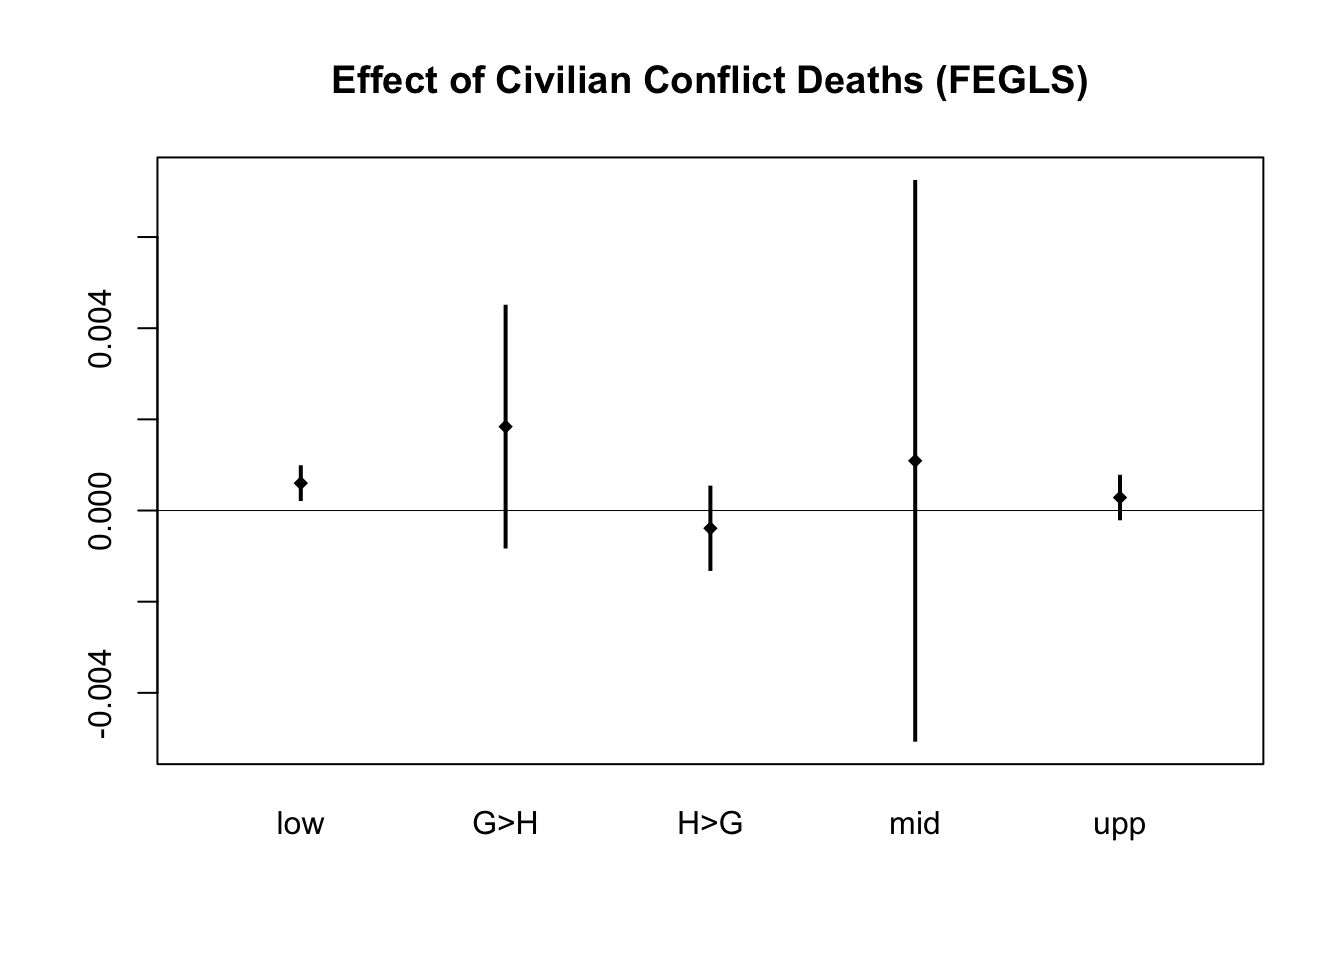 Effect of Civilian Conflict Deaths (FEGLS)
0.004
0.000
-0.004
low G>H H>G mid upp